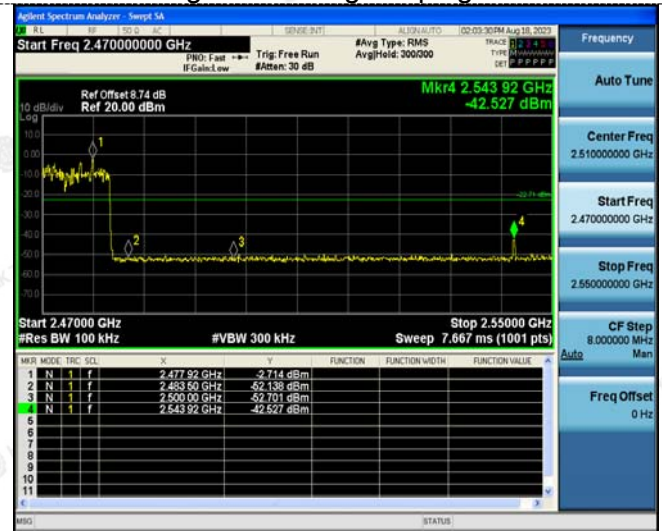 Agilent Spectrum Analyzer - Swept SA
RL RF 50 Ω AC SENSE:INT ALIGNAUTO 02:03:30 PM Aug 18, 2023
Start Freq 2.470000000 GHz
PNO: Fast
IFGain:Low
Trig: Free Run
#Atten: 30 dB
#Avg Type: RMS
Avg|Hold: 300/300
TRACE 1 2 3 4 5 6
TYPE
DET P P P P P P
Ref Offset 8.74 dB
10 dB/div Ref 20.00 dBm
Log
Mkr4 2.543 92 GHz
-42.527 dBm
10.0
0.00
-10.0
-20.0
-30.0
-40.0
-50.0
-60.0
-70.0
1
2
3
4
-22.71 dBm
Start 2.47000 GHz Stop 2.55000 GHz
#Res BW 100 kHz #VBW 300 kHz Sweep 7.667 ms (1001 pts)
MKR MODE TRC SCL X Y FUNCTION FUNCTION WIDTH FUNCTION VALUE
1 N 1 f 2.477 92 GHz -2.714 dBm
2 N 1 f 2.483 50 GHz -52.138 dBm
3 N 1 f 2.500 00 GHz -52.701 dBm
4 N 1 f 2.543 92 GHz -42.527 dBm
5
6
7
8
9
10
11
MSG STATUS
Frequency
Auto Tune
Center Freq
2.510000000 GHz
Start Freq
2.470000000 GHz
Stop Freq
2.550000000 GHz
CF Step
8.000000 MHz
Auto Man
Freq Offset
0 Hz